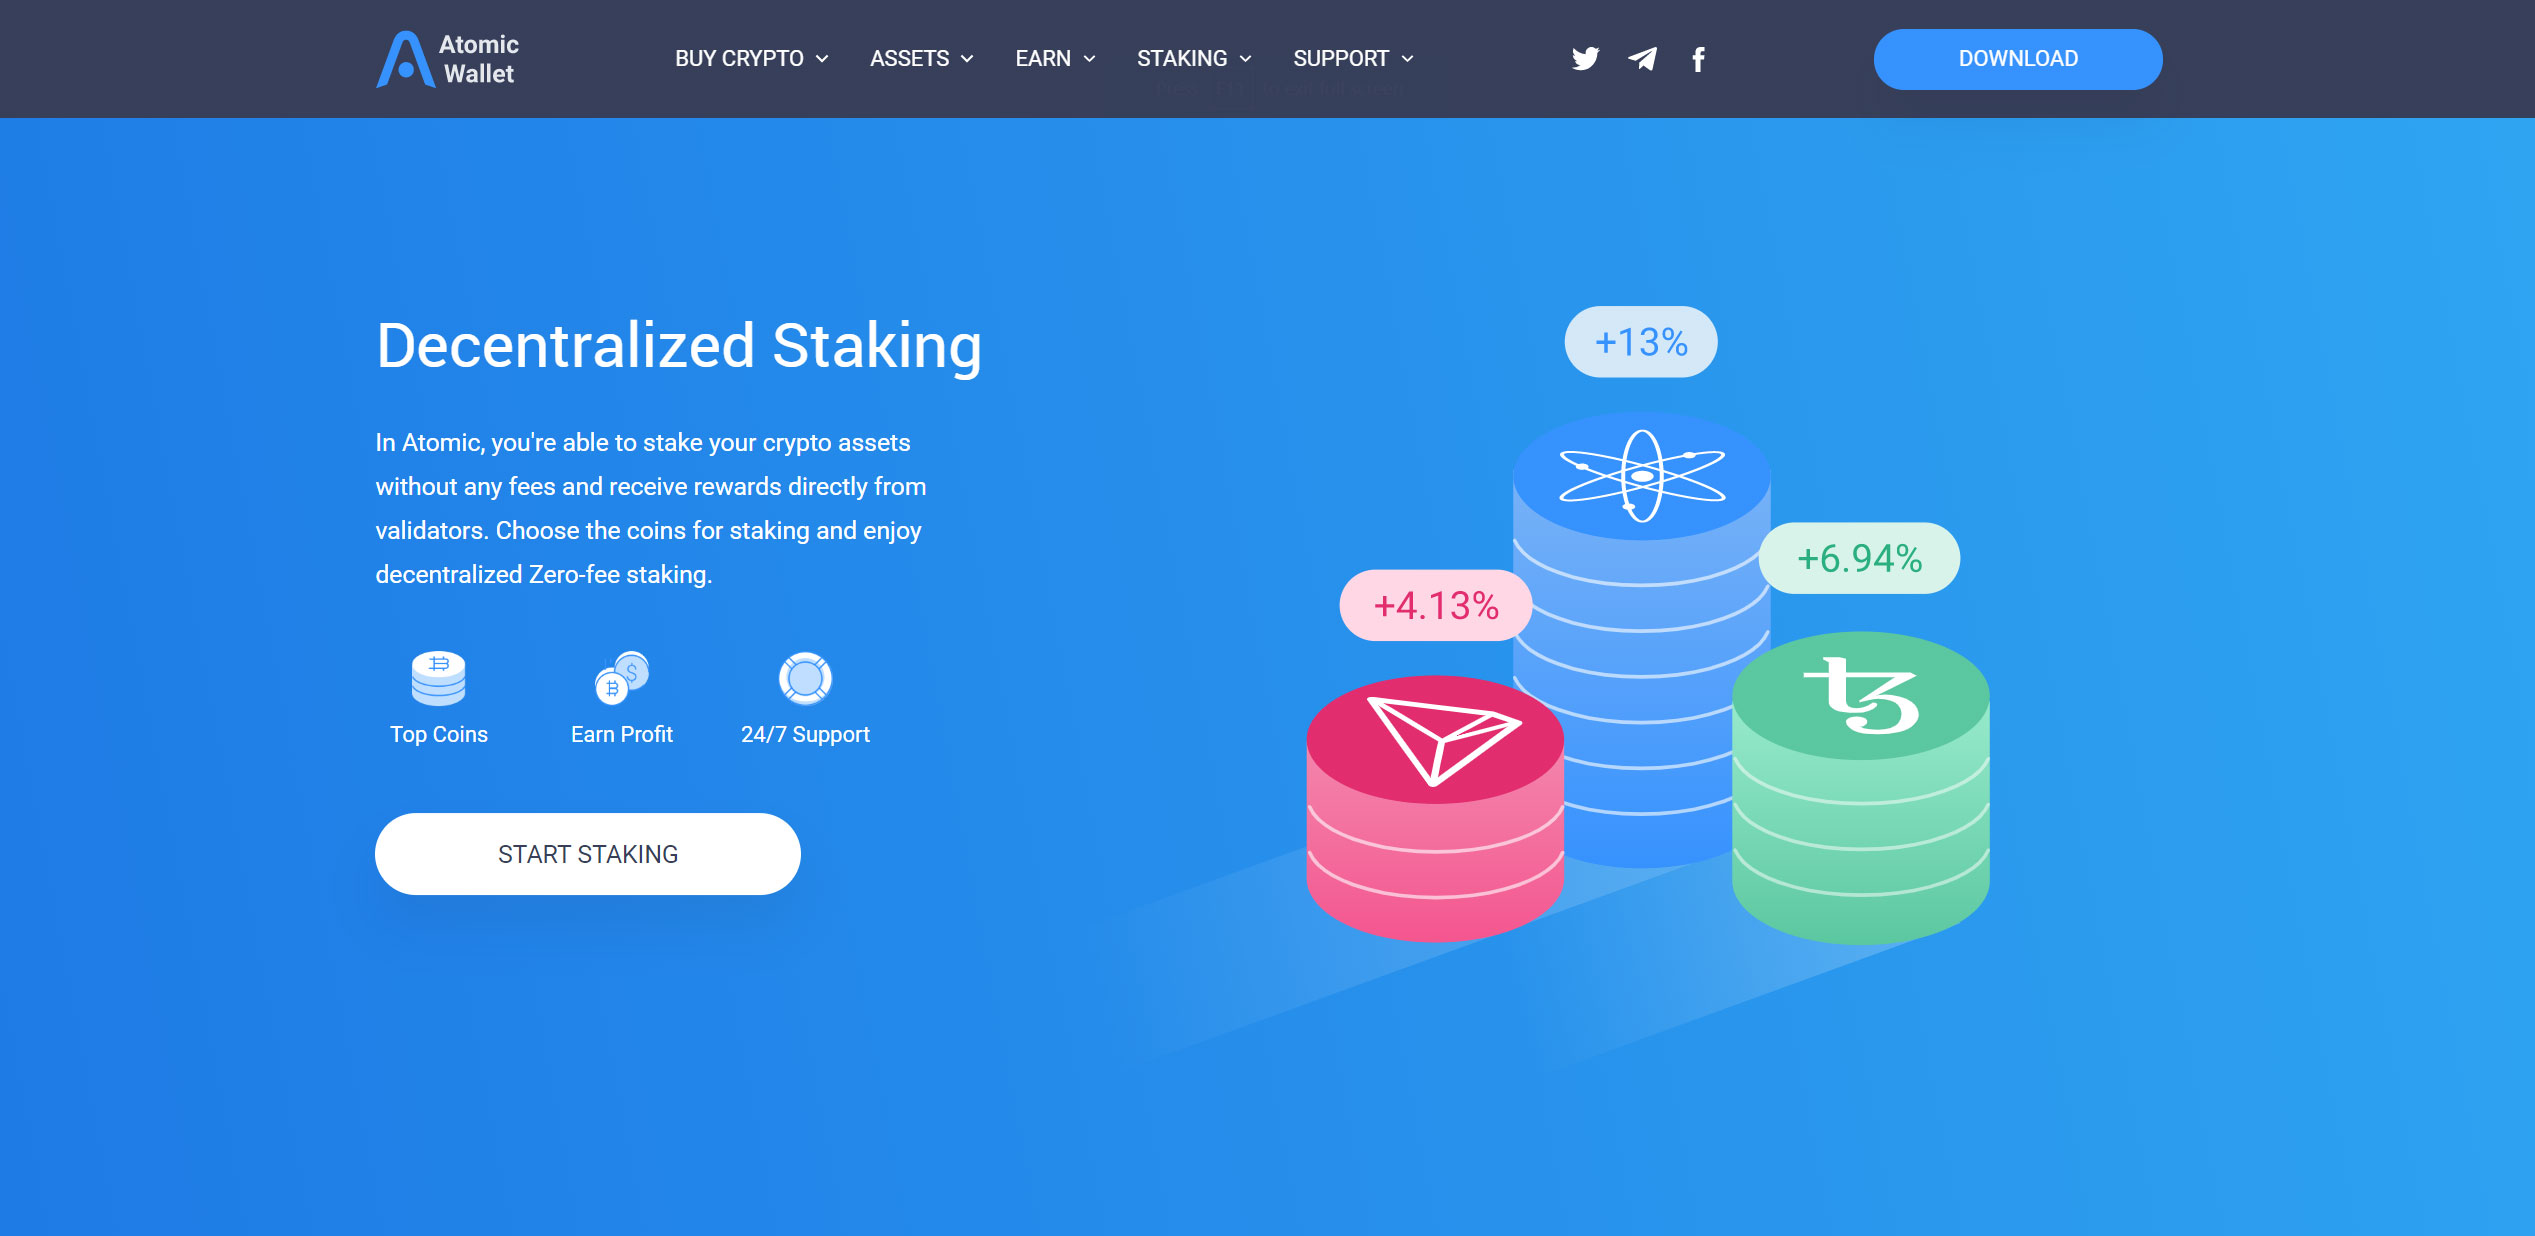 Atomic
Wallet
BUY CRYPTO
ASSETS
EARN
STAKING
SUPPORT
DOWNLOAD
Press F11 to exit full screen
Decentralized Staking
In Atomic, you're able to stake your crypto assets
without any fees and receive rewards directly from
validators. Choose the coins for staking and enjoy
decentralized Zero-fee staking.
Top Coins
Earn Profit
24/7 Support
START STAKING
+13%
+6.94%
+4.13%